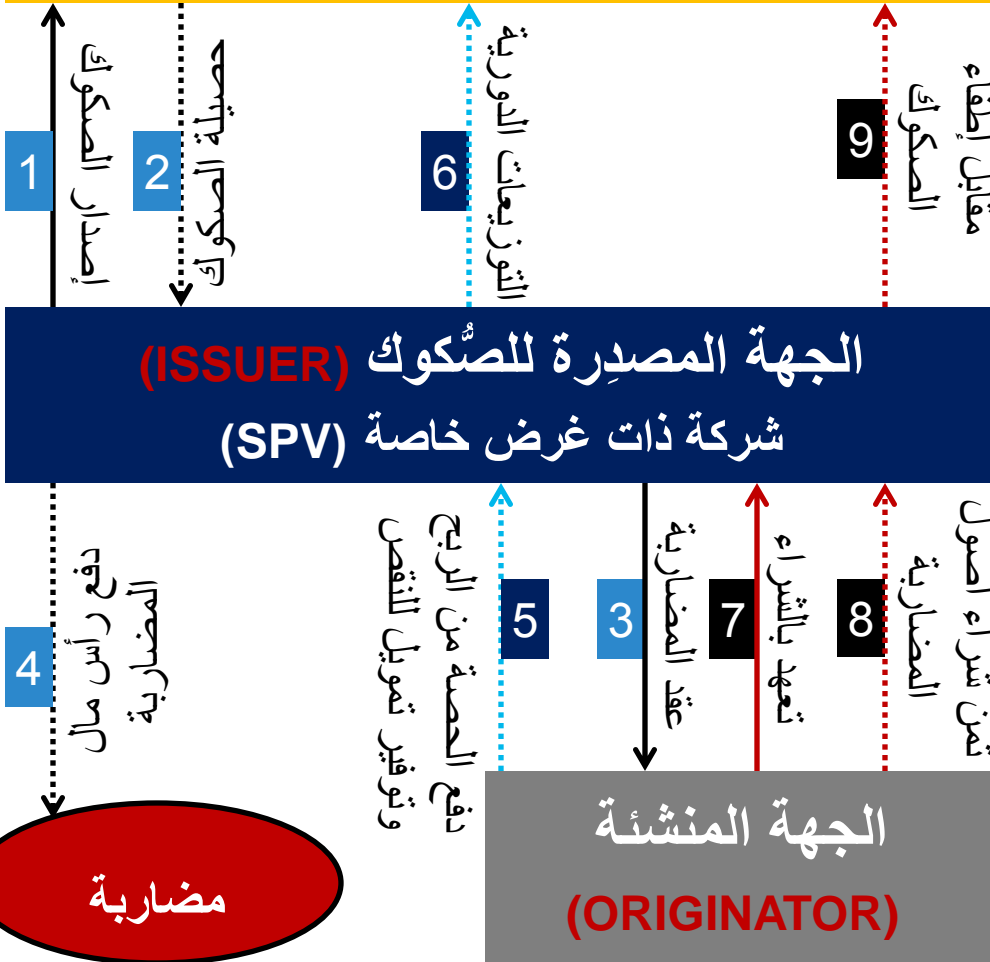 1
إصدار الصكوك
2
حصيلة الصكوك
6
التوزيعات الدورية
9
مقابل إطفاء
الصكوك
الجهة المصدِرة للصُّكوك (ISSUER)
شركة ذات غرض خاصة (SPV)
4
دفع رأس مال
المضاربة
دفع الحصة من الربح
وتوفير تمويل للنقص
5
3
عقد المضاربة
7
تعهد بالشراء
8
ثمن شراء اصول
المضاربة
مضاربة
الجهة المنشئة
(ORIGINATOR)